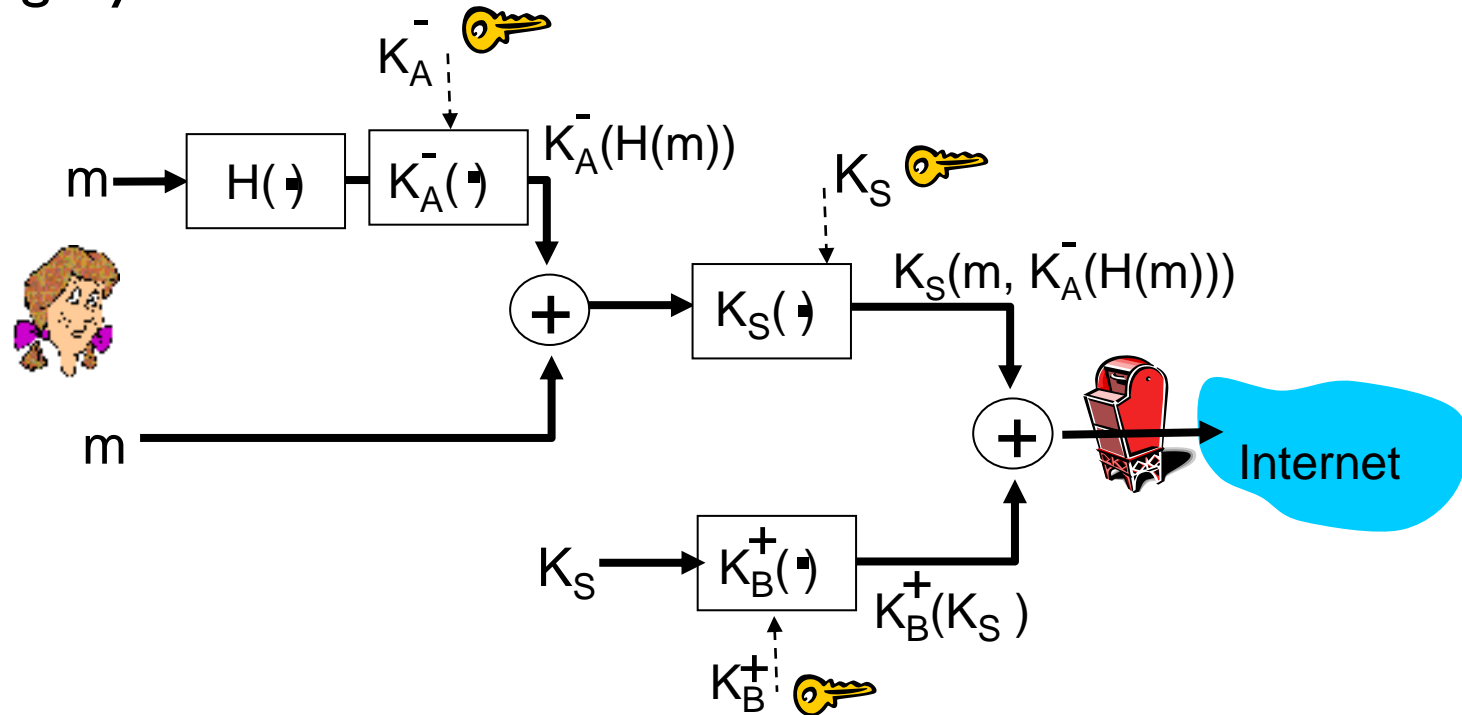 g y
K_A^-
m
H(·)
K_A^-(·)
K_A^-(H(m))
K_S
+
K_S(·)
K_S(m, K_A^-(H(m)))
m
+
Internet
K_S
K_B^+(·)
K_B^+(K_S )
K_B^+